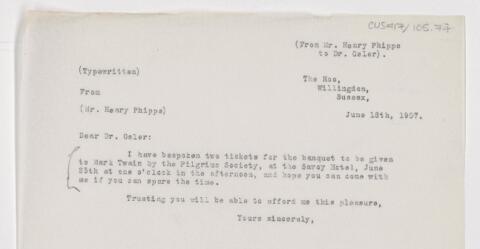 CUS417/105.77
(From Mr. Henry Phipps
to Dr. Osler).
(Typewritten)
The Hoo,
Willingdon,
Sussex,
From
(Mr. Henry Phipps)
June 18th, 1907.
Dear Dr. Osler:
I have bespoken two tickets for the banquet to be given
to Mark Twain by the Pilgrims Society, at the Savoy Hotel, June
25th at one o'clock in the afternoon, and hope you can come with
me if you can spare the time.
Trusting you will be able to afford me this pleasure,
Yours sincerely,